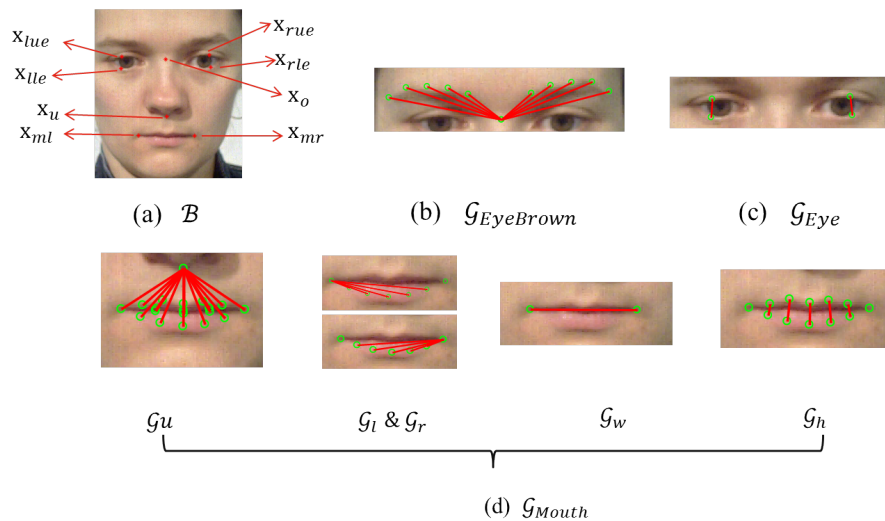 x_lue
x_rue
x_lle
x_rle
x_o
x_u
x_ml
x_mr
(a) ℬ
(b) 𝒢_EyeBrown
(c) 𝒢_Eye
𝒢u
𝒢_l & 𝒢_r
𝒢_w
𝒢_h
(d) 𝒢_Mouth